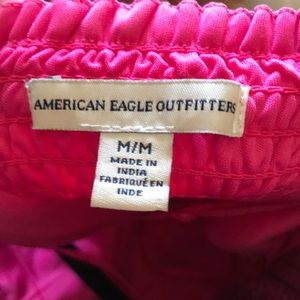 AMERICAN EAGLE OUTFITTERS
M/M
MADE IN
INDIA
FABRIQUÉ EN
INDE